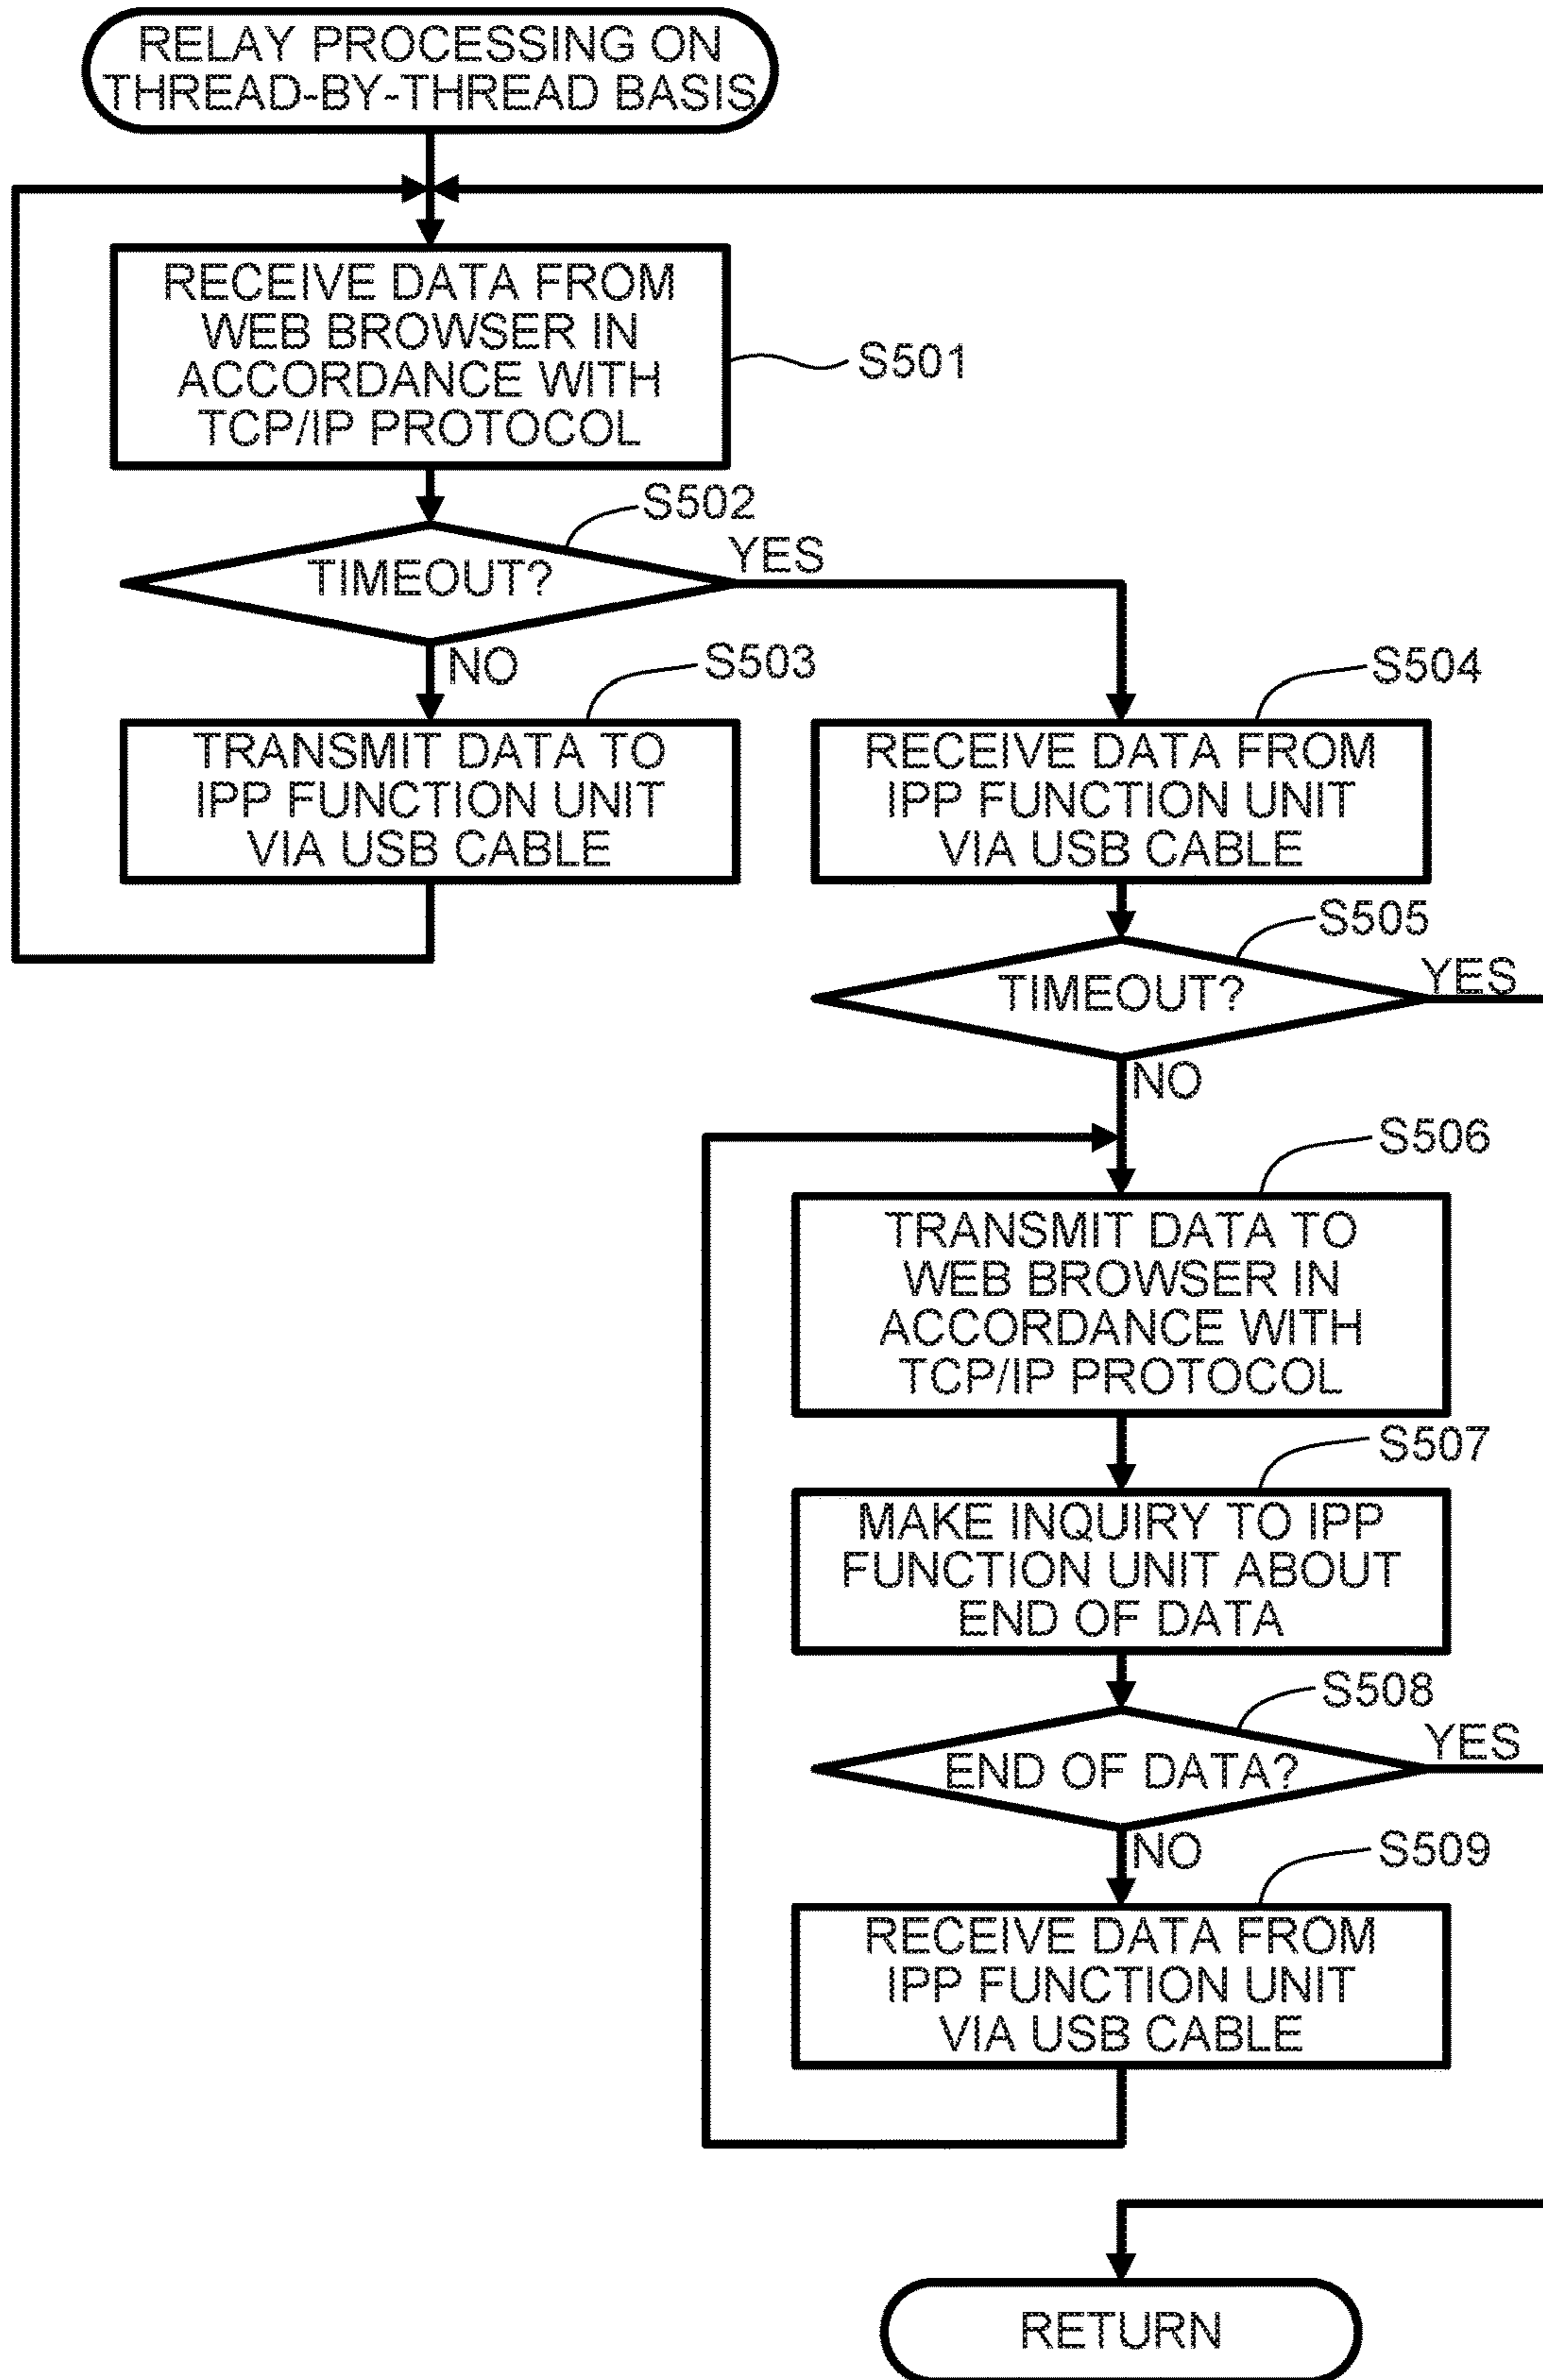 RELAY PROCESSING ON
THREAD-BY-THREAD BASIS
RECEIVE DATA FROM
WEB BROWSER IN
ACCORDANCE WITH
TCP/IP PROTOCOL
S501
S502
TIMEOUT?
YES
NO
S503
TRANSMIT DATA TO
IPP FUNCTION UNIT
VIA USB CABLE
S504
RECEIVE DATA FROM
IPP FUNCTION UNIT
VIA USB CABLE
S505
TIMEOUT?
YES
NO
S506
TRANSMIT DATA TO
WEB BROWSER IN
ACCORDANCE WITH
TCP/IP PROTOCOL
S507
MAKE INQUIRY TO IPP
FUNCTION UNIT ABOUT
END OF DATA
S508
END OF DATA?
YES
NO
S509
RECEIVE DATA FROM
IPP FUNCTION UNIT
VIA USB CABLE
RETURN